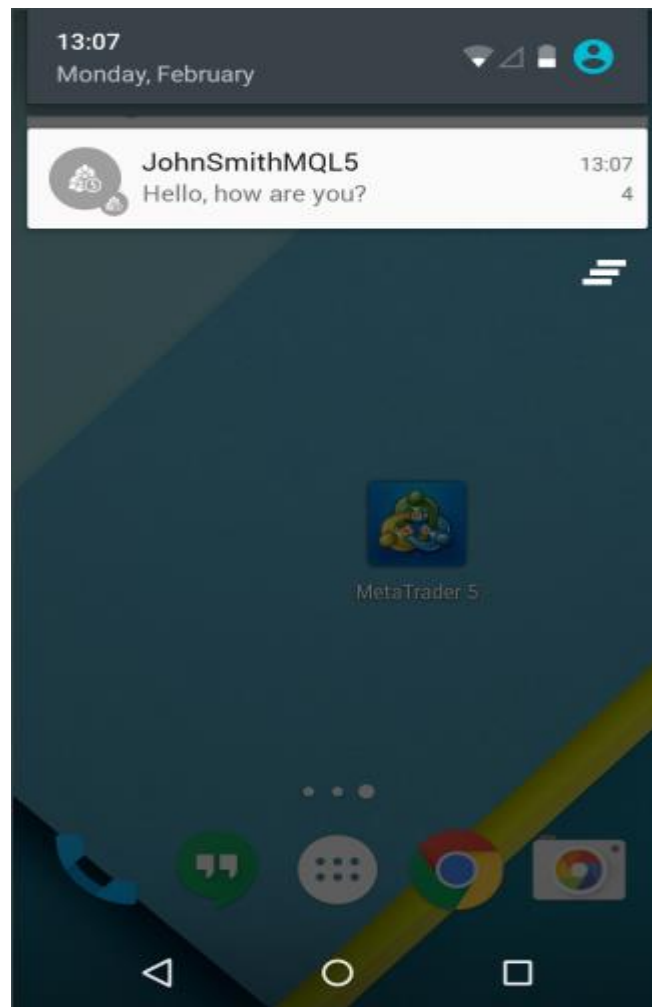 13:07
Monday, February
JohnSmithMQL5
13:07
Hello, how are you?
4
MetaTrader 5